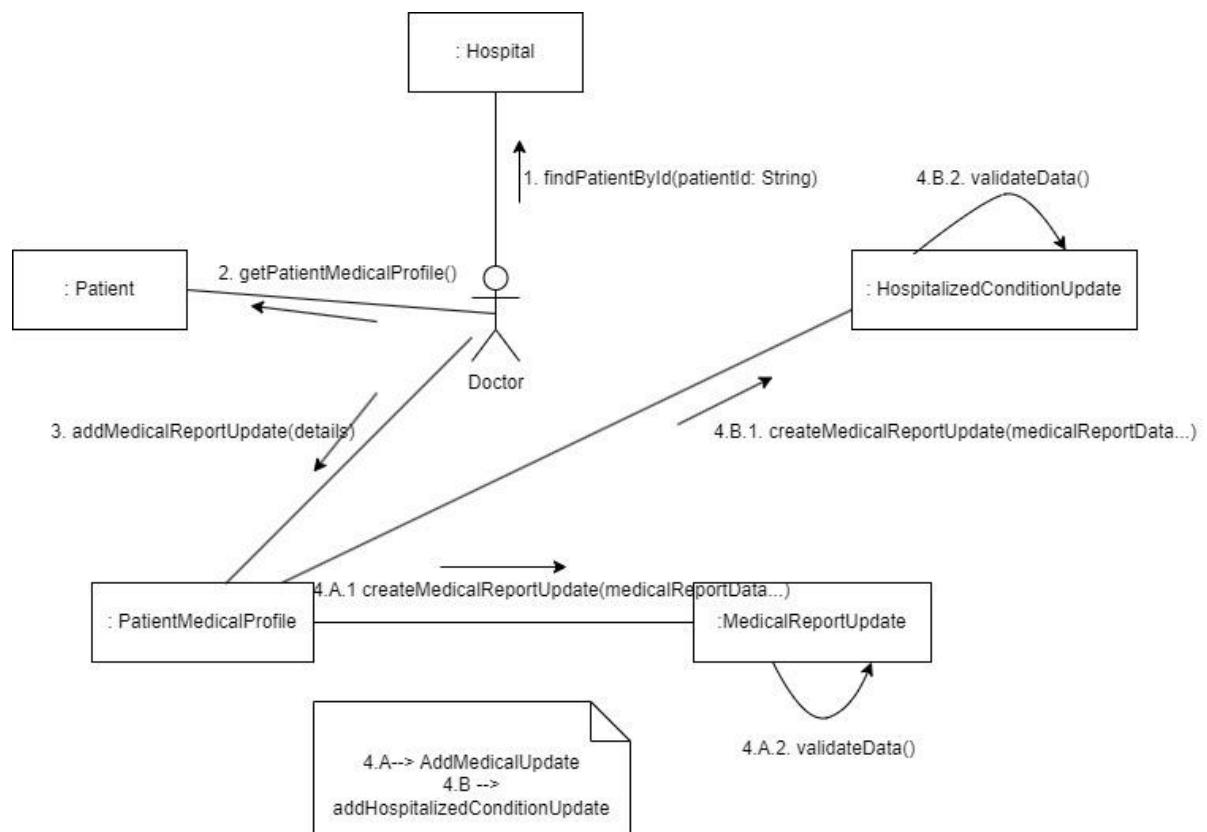 : Hospital
1. findPatientById(patientId: String)
4.B.2. validateData()
2. getPatientMedicalProfile()
: Patient
: HospitalizedConditionUpdate
Doctor
3. addMedicalReportUpdate(details)
4.B.1. createMedicalReportUpdate(medicalReportData...)
4.A.1 createMedicalReportUpdate(medicalReportData...)
: PatientMedicalProfile
:MedicalReportUpdate
4.A.2. validateData()
4.A--> AddMedicalUpdate
4.B -->
addHospitalizedConditionUpdate